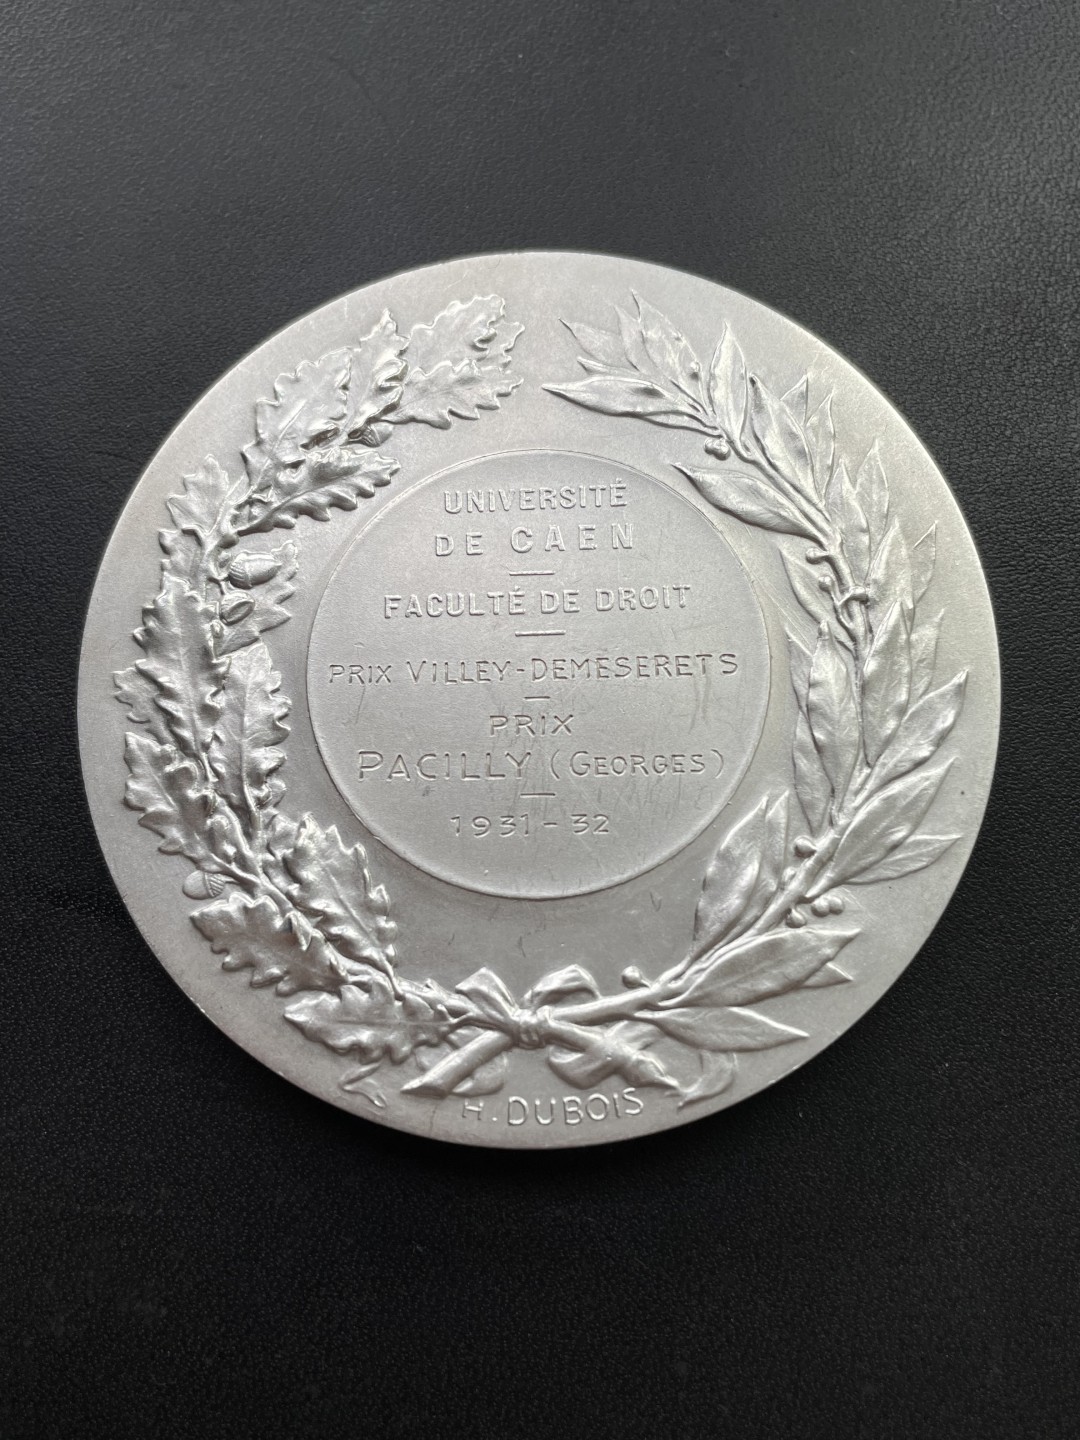 UNIVERSITÉ
DE CAEN
FACULTÉ DE DROIT
PRIX VILLEY-DEMESERETS
PRIX
PACILLY (GEORGES)
1931-32
H. DUBOIS